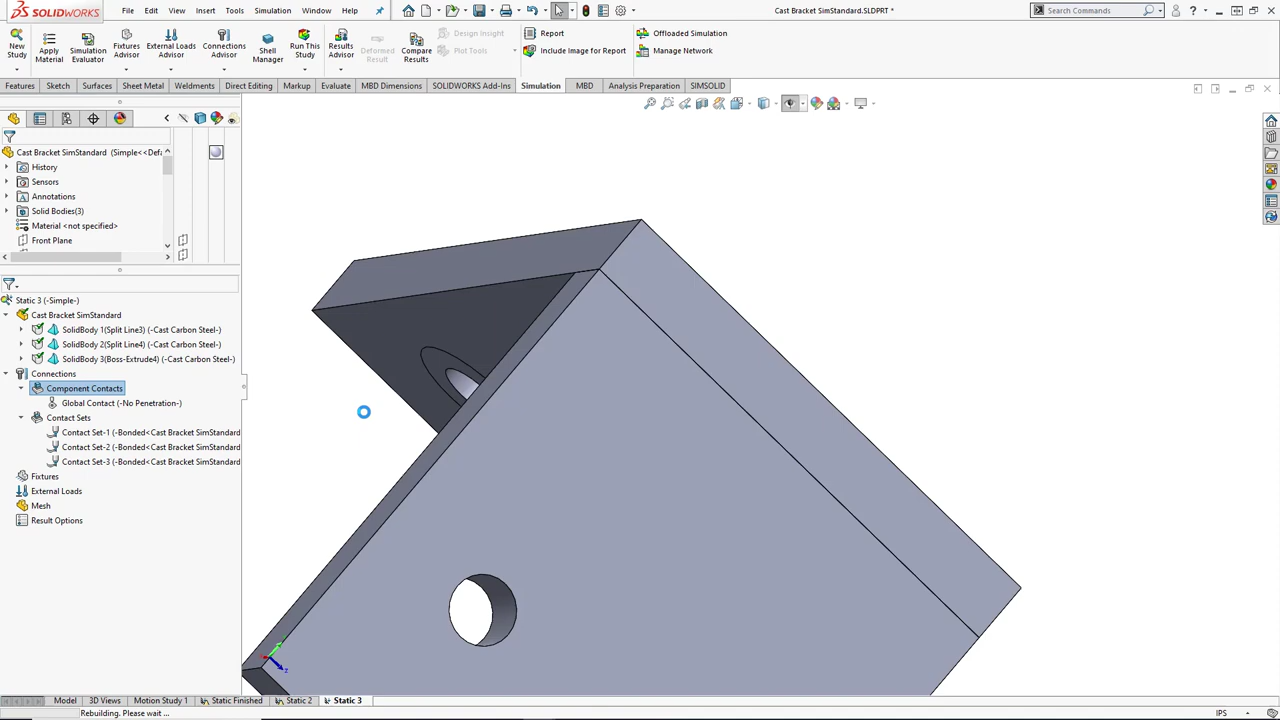 SOLIDWORKS
File Edit View Insert Tools Simulation Window Help
Cast Bracket SimStandard.SLDPRT *
Search Commands
New Study
Apply Material
Simulation Evaluator
Fixtures Advisor
External Loads Advisor
Connections Advisor
Shell Manager
Run This Study
Results Advisor
Deformed Result
Compare Results
Design Insight
Plot Tools
Report
Include Image for Report
Offloaded Simulation
Manage Network
Features Sketch Surfaces Sheet Metal Weldments Direct Editing Markup Evaluate MBD Dimensions SOLIDWORKS Add-Ins Simulation MBD Analysis Preparation SIMSOLID
Cast Bracket SimStandard (Simple<<Defa
History
Sensors
Annotations
Solid Bodies(3)
Material <not specified>
Front Plane
Static 3 (-Simple-)
Cast Bracket SimStandard
SolidBody 1(Split Line3) (-Cast Carbon Steel-)
SolidBody 2(Split Line4) (-Cast Carbon Steel-)
SolidBody 3(Boss-Extrude4) (-Cast Carbon Steel-)
Connections
Component Contacts
Global Contact (-No Penetration-)
Contact Sets
Contact Set-1 (-Bonded<Cast Bracket SimStandard
Contact Set-2 (-Bonded<Cast Bracket SimStandard
Contact Set-3 (-Bonded<Cast Bracket SimStandard
Fixtures
External Loads
Mesh
Result Options
z
Model 3D Views Motion Study 1 Static Finished Static 2 Static 3
Rebuilding. Please wait ...
IPS